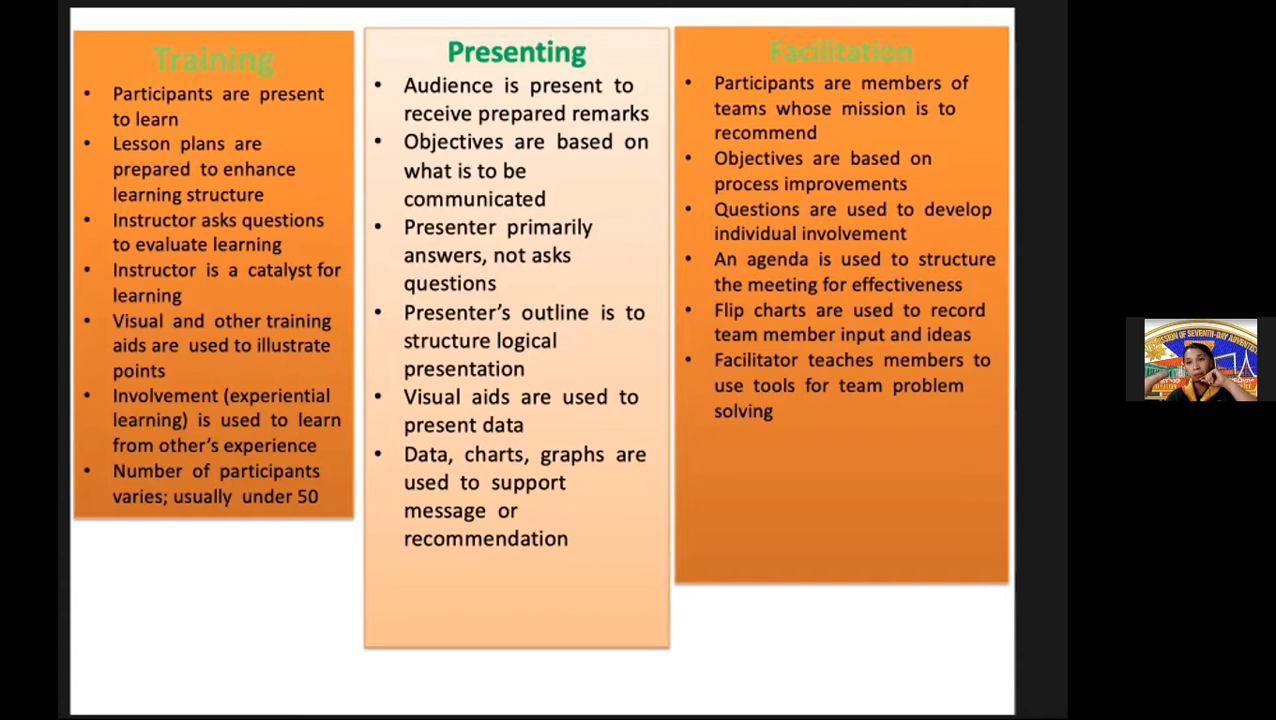 Training
• Participants are present
to learn
• Lesson plans are
prepared to enhance
learning structure
• Instructor asks questions
to evaluate learning
• Instructor is a catalyst for
learning
• Visual and other training
aids are used to illustrate
points
• Involvement (experiential
learning) is used to learn
from other's experience
• Number of participants
varies; usually under 50
Presenting
• Audience is present to
receive prepared remarks
• Objectives are based on
what is to be
communicated
• Presenter primarily
answers, not asks
questions
• Presenter's outline is to
structure logical
presentation
• Visual aids are used to
present data
• Data, charts, graphs are
used to support
message or
recommendation
Facilitation
• Participants are members of
teams whose mission is to
recommend
• Objectives are based on
process improvements
• Questions are used to develop
individual involvement
• An agenda is used to structure
the meeting for effectiveness
• Flip charts are used to record
team member input and ideas
• Facilitator teaches members to
use tools for team problem
solving
OF SEVENTH-DAY